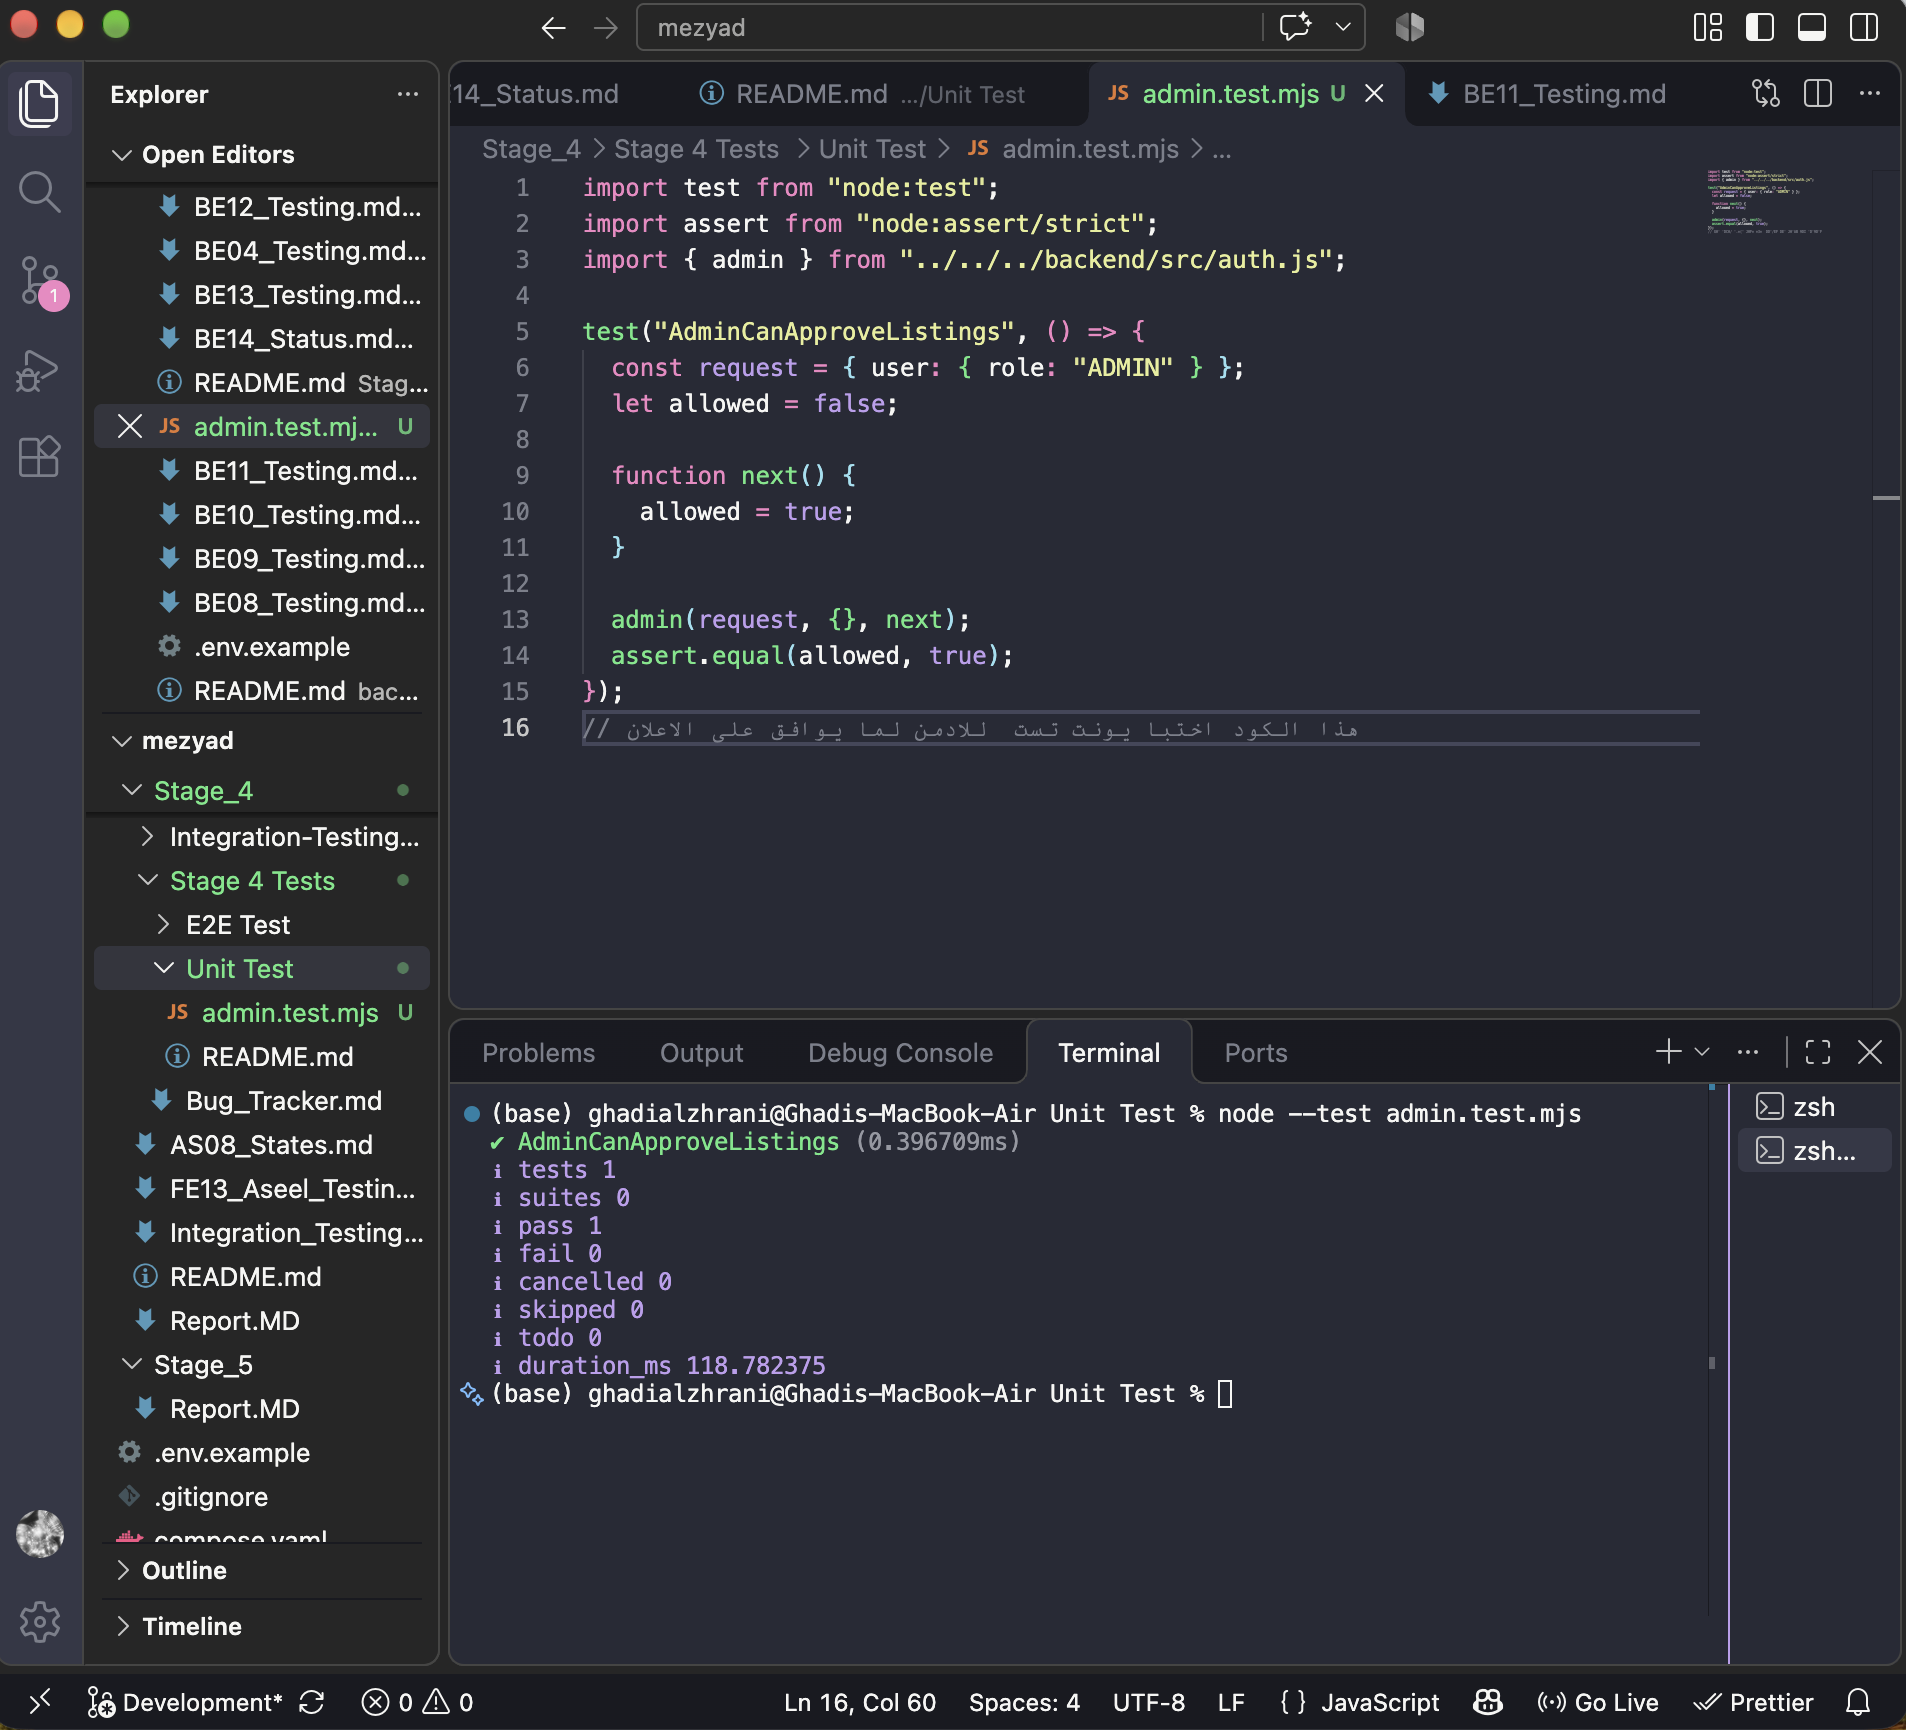 mezyad
Explorer
Open Editors
BE12_Testing.md...
BE04_Testing.md...
BE13_Testing.md...
BE14_Status.md...
README.md Stag...
JS admin.test.mj... U
BE11_Testing.md...
BE10_Testing.md...
BE09_Testing.md...
BE08_Testing.md...
.env.example
README.md bac...
mezyad
Stage_4
Integration-Testing...
Stage 4 Tests
E2E Test
Unit Test
JS admin.test.mjs U
README.md
Bug_Tracker.md
AS08_States.md
FE13_Aseel_Testin...
Integration_Testing...
README.md
Report.MD
Stage_5
Report.MD
.env.example
.gitignore
compose.yaml
Outline
Timeline
1
14_Status.md
README.md .../Unit Test
JS admin.test.mjs U
BE11_Testing.md
Stage_4 > Stage 4 Tests > Unit Test > JS admin.test.mjs > ...
1 import test from "node:test";
2 import assert from "node:assert/strict";
3 import { admin } from "../../../backend/src/auth.js";
4
5 test("AdminCanApproveListings", () => {
6 const request = { user: { role: "ADMIN" } };
7 let allowed = false;
8
9 function next() {
10 allowed = true;
11 }
12
13 admin(request, {}, next);
14 assert.equal(allowed, true);
15 });
16 // هذا الكود اختبا يونت تست للادمن لما يوافق على الاعلان
Problems
Output
Debug Console
Terminal
Ports
(base) ghadialzhrani@Ghadis-MacBook-Air Unit Test % node --test admin.test.mjs
✔ AdminCanApproveListings (0.396709ms)
ℹ tests 1
ℹ suites 0
ℹ pass 1
ℹ fail 0
ℹ cancelled 0
ℹ skipped 0
ℹ todo 0
ℹ duration_ms 118.782375
(base) ghadialzhrani@Ghadis-MacBook-Air Unit Test %
zsh
zsh...
Development*
0
0
Ln 16, Col 60
Spaces: 4
UTF-8
LF
{ } JavaScript
Go Live
Prettier